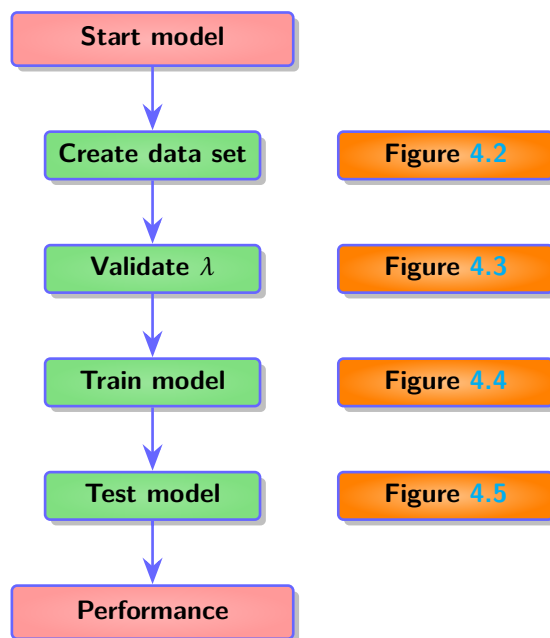 Start model
Create data set
Figure 4.2
Validate λ
Figure 4.3
Train model
Figure 4.4
Test model
Figure 4.5
Performance